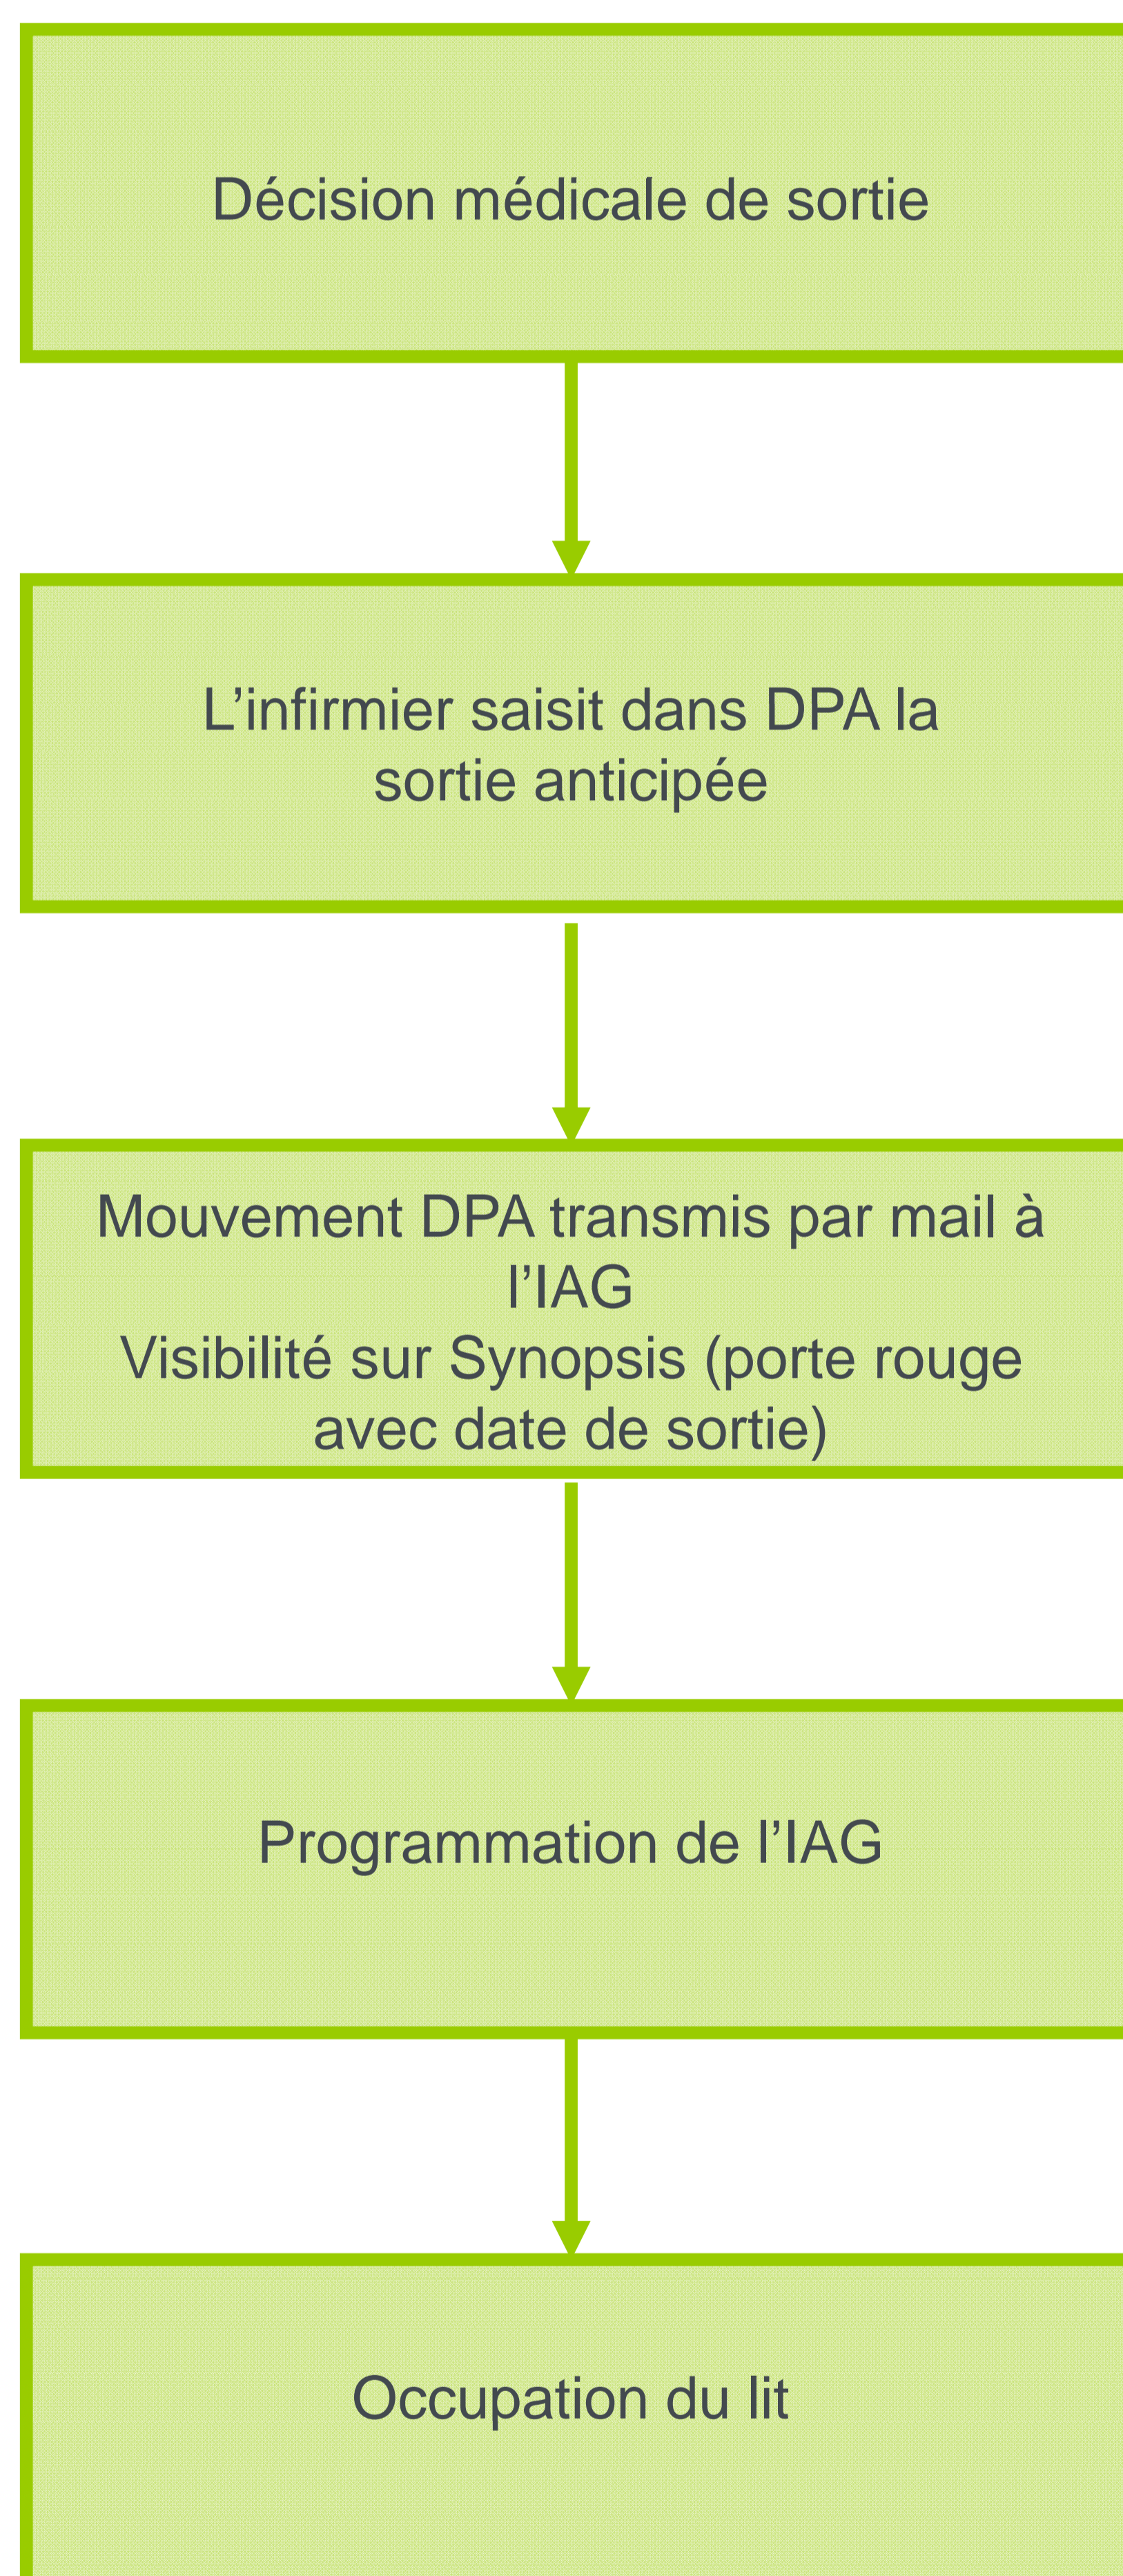 Décision médicale de sortie
L’infirmier saisit dans DPA la
sortie anticipée
Mouvement DPA transmis par mail à
l’IAG
Visibilité sur Synopsis (porte rouge
avec date de sortie)
Programmation de l’IAG
Occupation du lit